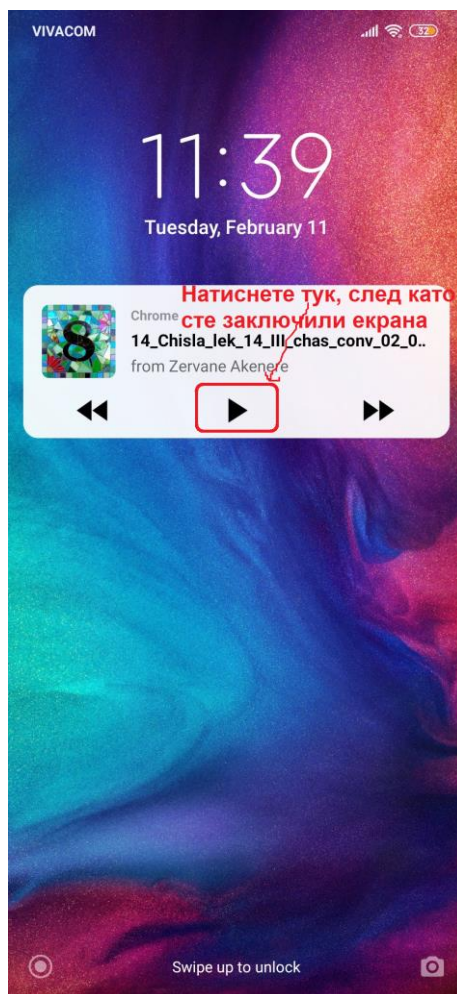 VIVACOM
32
11:39
Tuesday, February 11
Натиснете тук, след като
Chrome
сте заключили екрана
8
14_Chisla_lek_14_III_chas_conv_02_0..
from Zervane Akenere
Swipe up to unlock